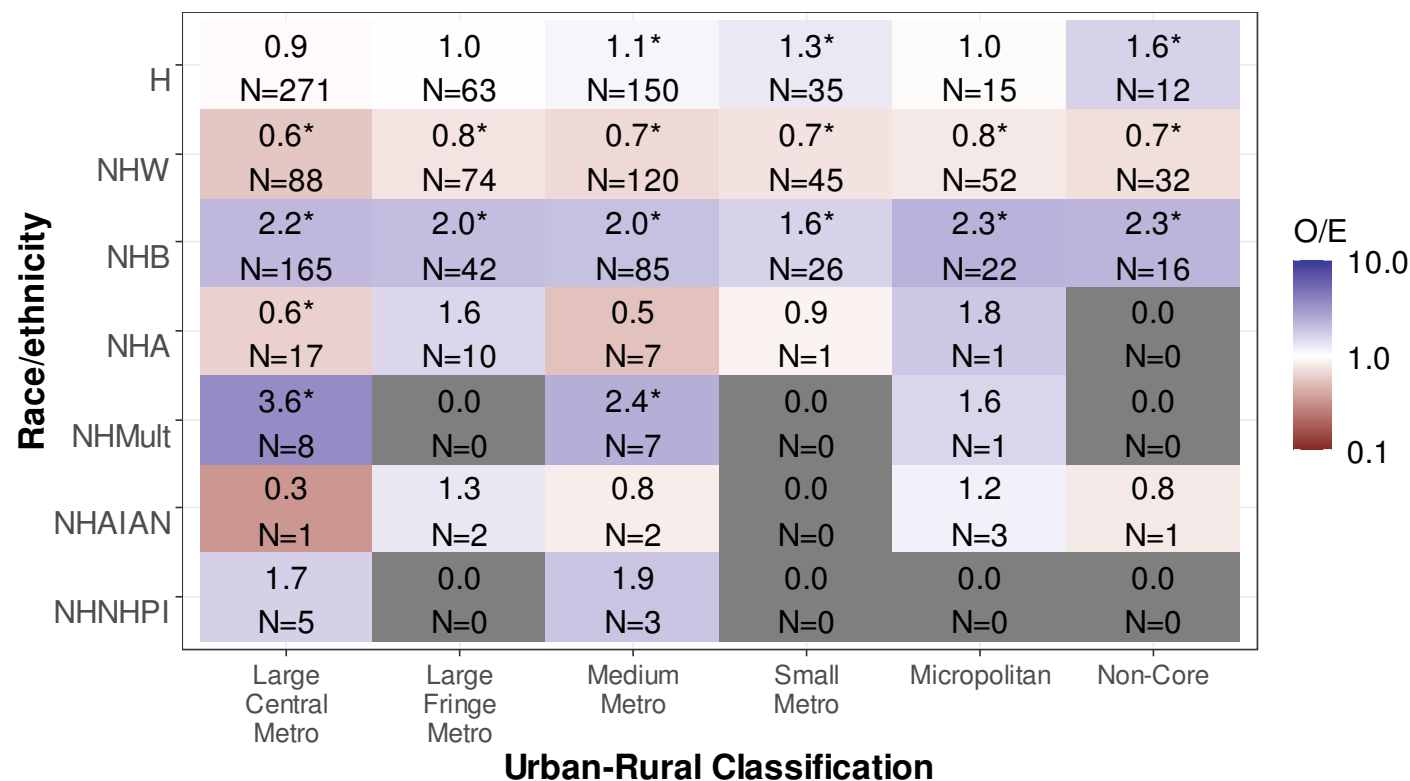 0.9 1.0 1.1* 1.3* 1.0 1.6*
H N=271 N=63 N=150 N=35 N=15 N=12
0.6* 0.8* 0.7* 0.7* 0.8* 0.7*
NHW N=88 N=74 N=120 N=45 N=52 N=32
2.2* 2.0* 2.0* 1.6* 2.3* 2.3*
NHB N=165 N=42 N=85 N=26 N=22 N=16
0.6* 1.6 0.5 0.9 1.8 0.0
NHA N=17 N=10 N=7 N=1 N=1 N=0
3.6* 0.0 2.4* 0.0 1.6 0.0
NHMult N=8 N=0 N=7 N=0 N=1 N=0
0.3 1.3 0.8 0.0 1.2 0.8
NHAIAN N=1 N=2 N=2 N=0 N=3 N=1
1.7 0.0 1.9 0.0 0.0 0.0
NHNHPI N=5 N=0 N=3 N=0 N=0 N=0
Race/ethnicity
Large Large Medium Small Micropolitan Non-Core
Central Fringe Metro Metro
Metro Metro
Urban-Rural Classification
O/E
10.0
1.0
0.1